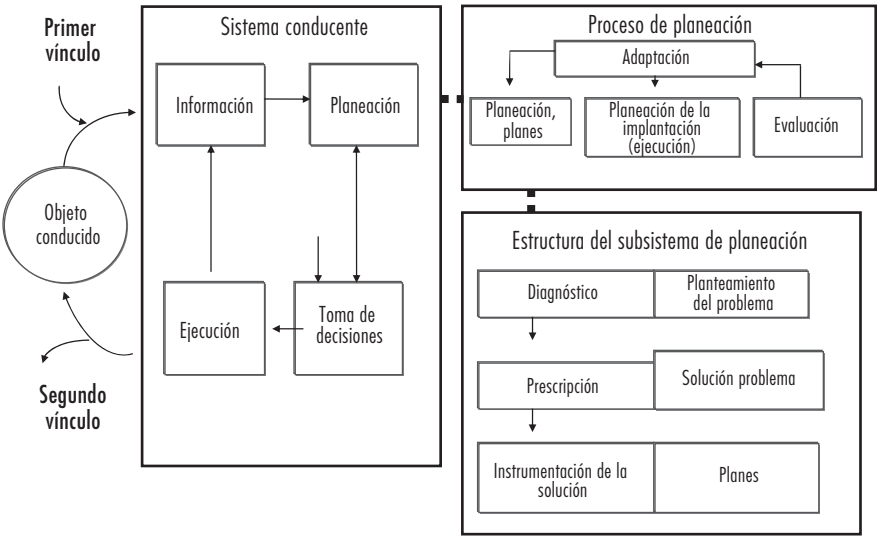 Primer
vínculo
Objeto
conducido
Segundo
vínculo
Sistema conducente
Información
Planeación
Ejecución
Toma de
decisiones
Proceso de planeación
Adaptación
Planeación,
planes
Planeación de la
implantación
(ejecución)
Evaluación
Estructura del subsistema de planeación
Diagnóstico
Planteamiento
del problema
Prescripción
Solución problema
Instrumentación de la
solución
Planes